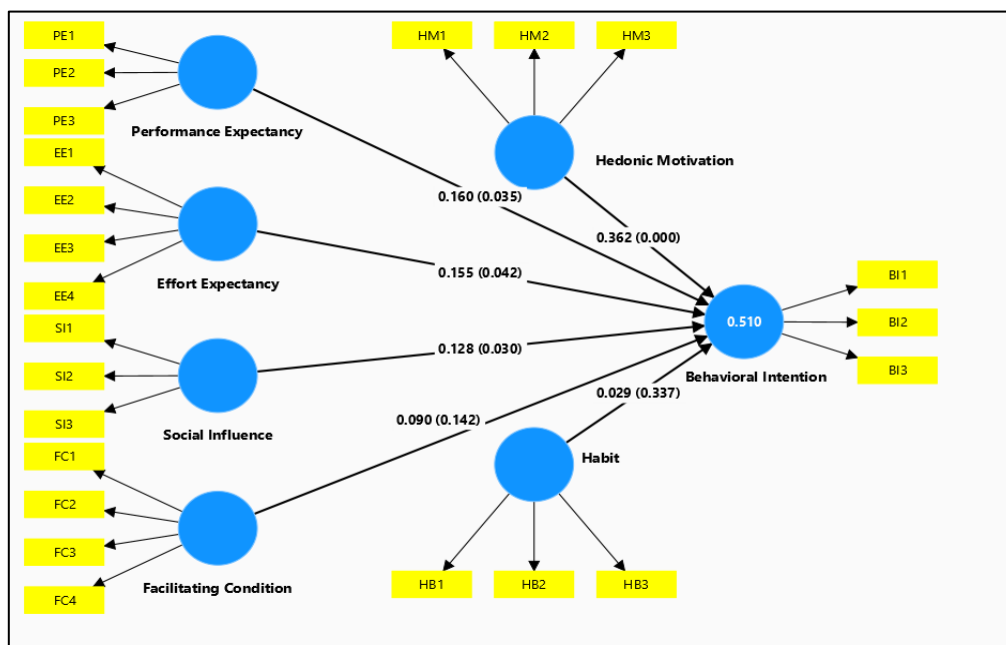 PE1
PE2
PE3
Performance Expectancy
EE1
EE2
EE3
EE4
Effort Expectancy
SI1
SI2
SI3
Social Influence
FC1
FC2
FC3
FC4
Facilitating Condition
HM1
HM2
HM3
Hedonic Motivation
0.160 (0.035)
0.362 (0.000)
0.155 (0.042)
0.128 (0.030)
0.090 (0.142)
0.029 (0.337)
0.510
Behavioral Intention
BI1
BI2
BI3
Habit
HB1
HB2
HB3